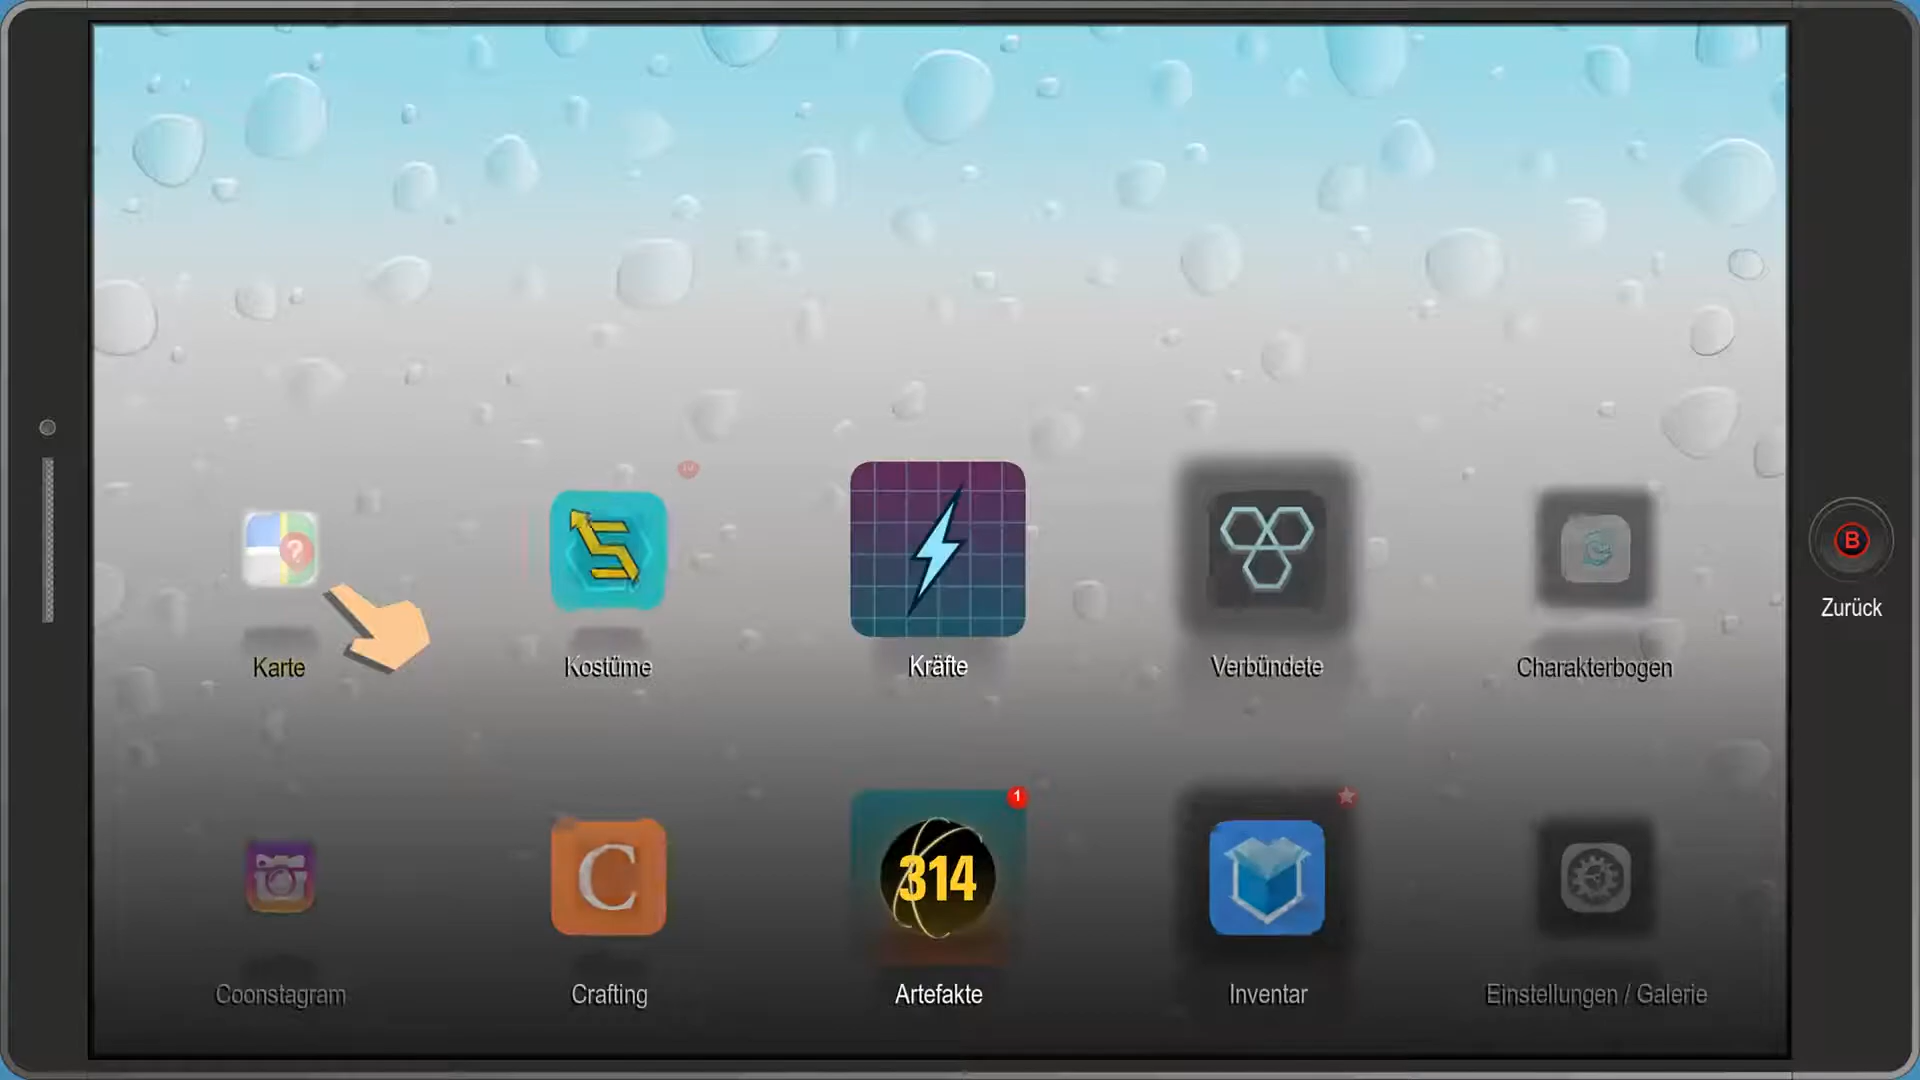 ?
Karte
Kostüme
Kräfte
Verbündete
Charakterbogen
B
Zurück
1
314
C
Coonstagram
Crafting
Artefakte
Inventar
Einstellungen / Galerie